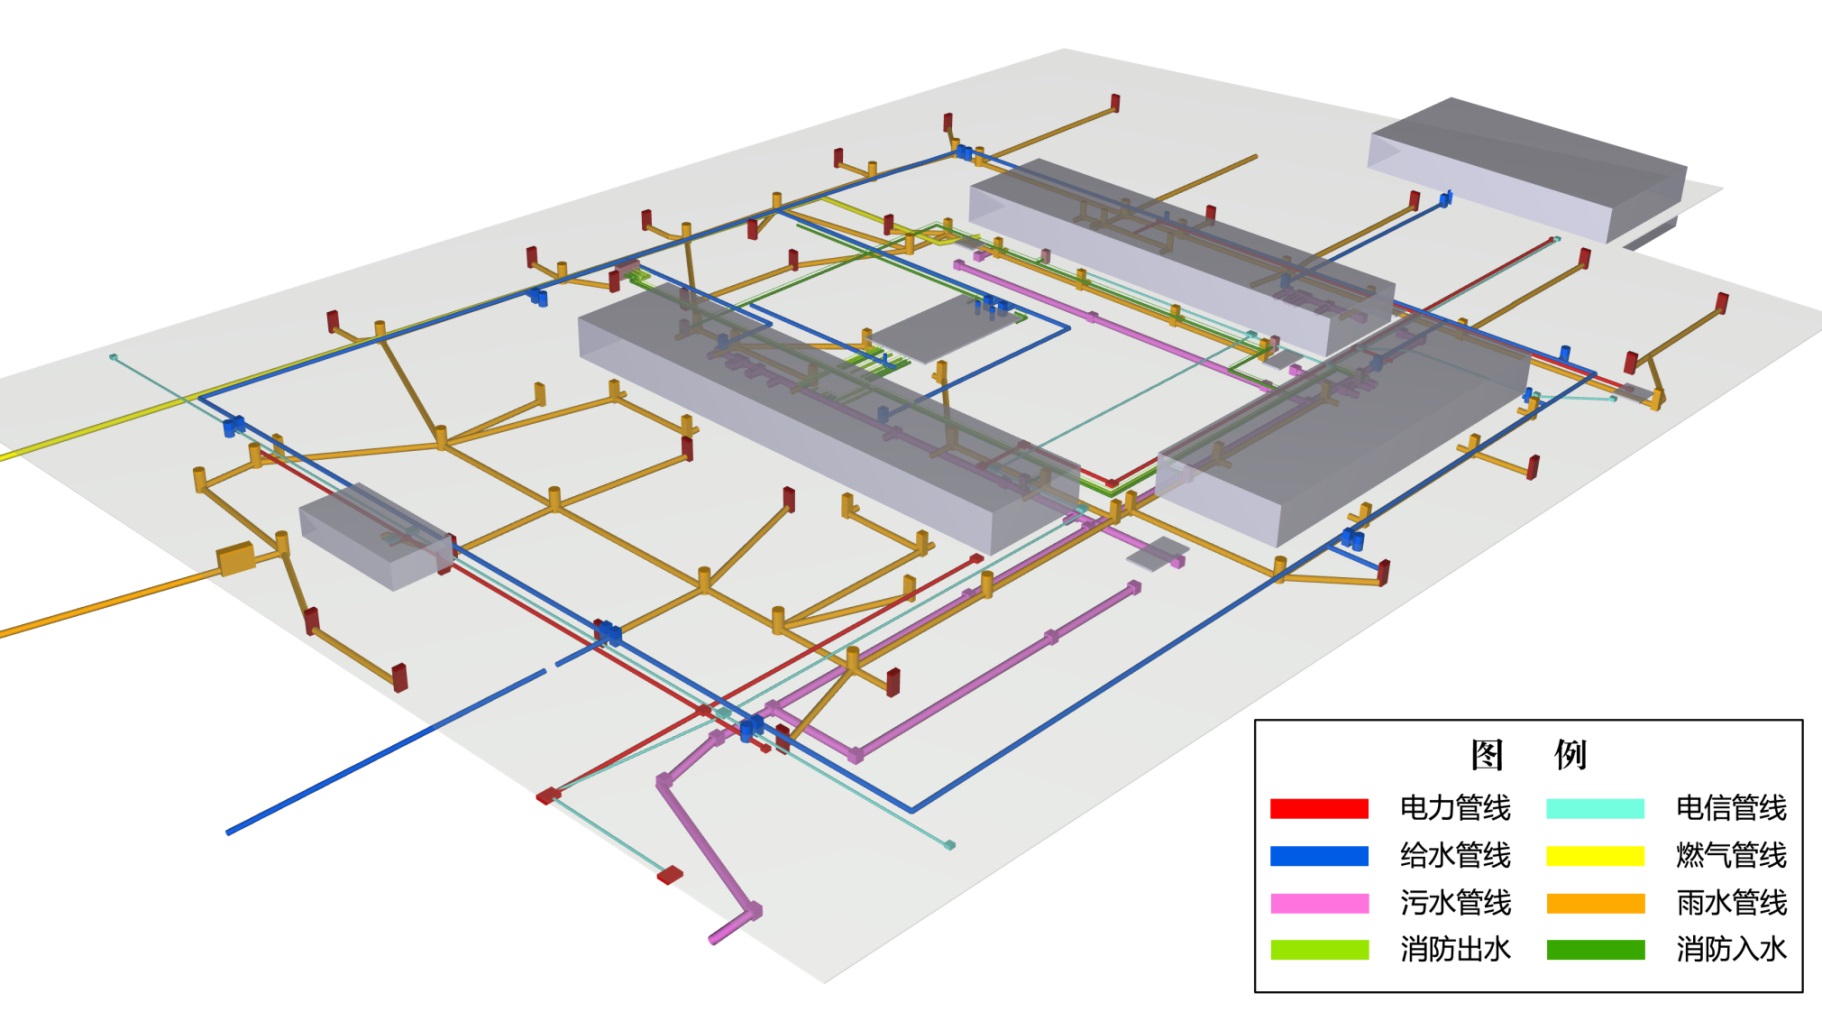 图 例
电力管线 电信管线
给水管线 燃气管线
污水管线 雨水管线
消防出水 消防入水